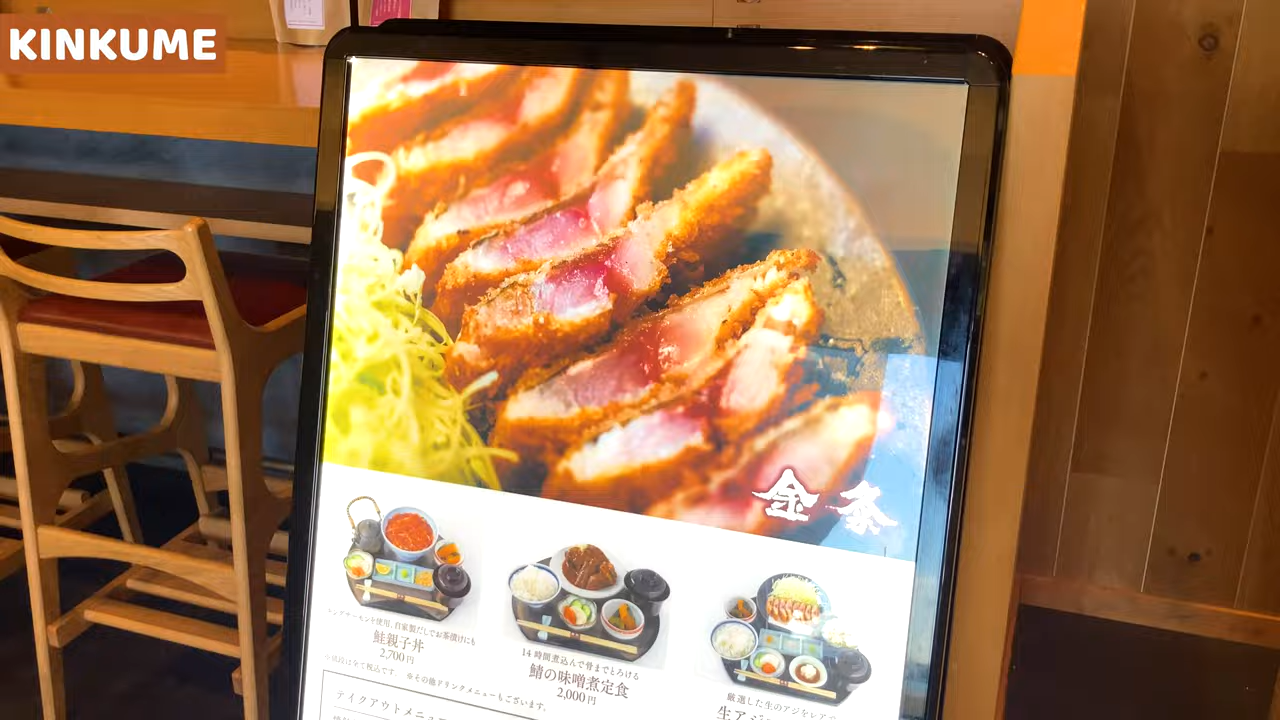 KINKUME
金粂
キングサーモンを使用、自家製だしでお茶漬けにも
鮭親子丼
2,700円
14時間煮込んで骨までとろける
鯖の味噌煮定食
2,000円
厳選した生のアジをレアで
生アジ
※値段は全て税込です。 ※その他ドリンクメニューもございます。
テイクアウトメニュー